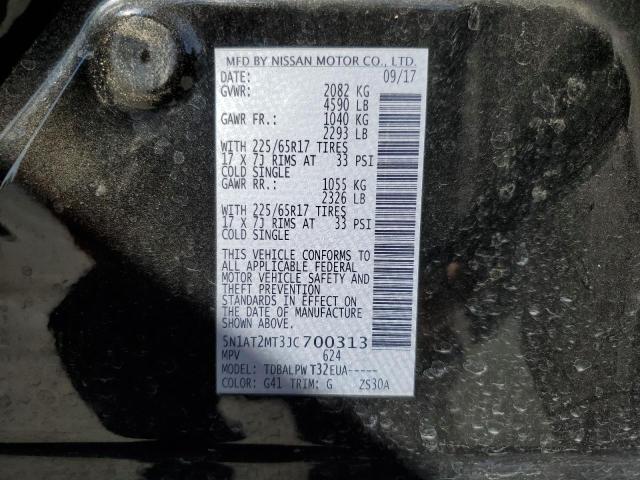 MFD BY NISSAN MOTOR CO., LTD.
DATE: 09/17
GVWR: 2082 KG
4590 LB
GAWR FR.: 1040 KG
2293 LB
WITH 225/65R17 TIRES
17 X 7J RIMS AT 33 PSI
COLD SINGLE
GAWR RR.: 1055 KG
2326 LB
WITH 225/65R17 TIRES
17 X 7J RIMS AT 33 PSI
COLD SINGLE
THIS VEHICLE CONFORMS TO
ALL APPLICABLE FEDERAL
MOTOR VEHICLE SAFETY AND
THEFT PREVENTION
STANDARDS IN EFFECT ON
THE DATE OF MANUFACTURE
SHOWN ABOVE.
5N1AT2MT3JC700313
MPV 624
MODEL: TDBALPW T32EUA-----
COLOR: G41 TRIM: G ZS30A